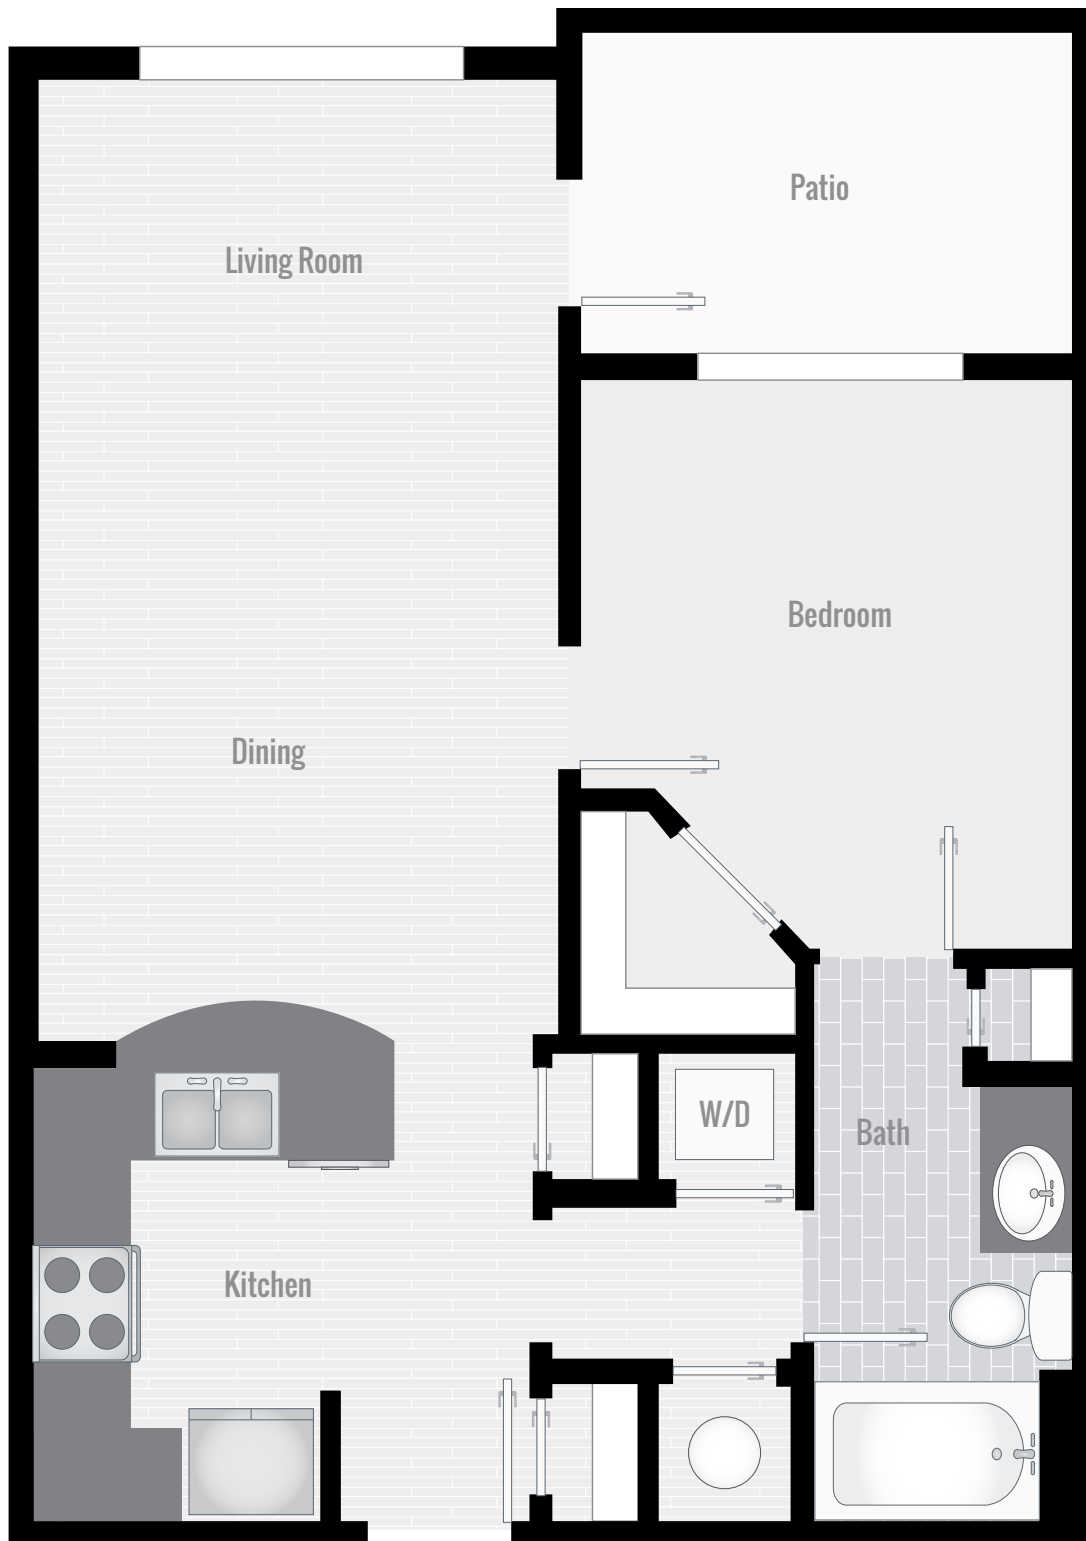 Patio
Living Room
Bedroom
Dining
W/D
Bath
Kitchen